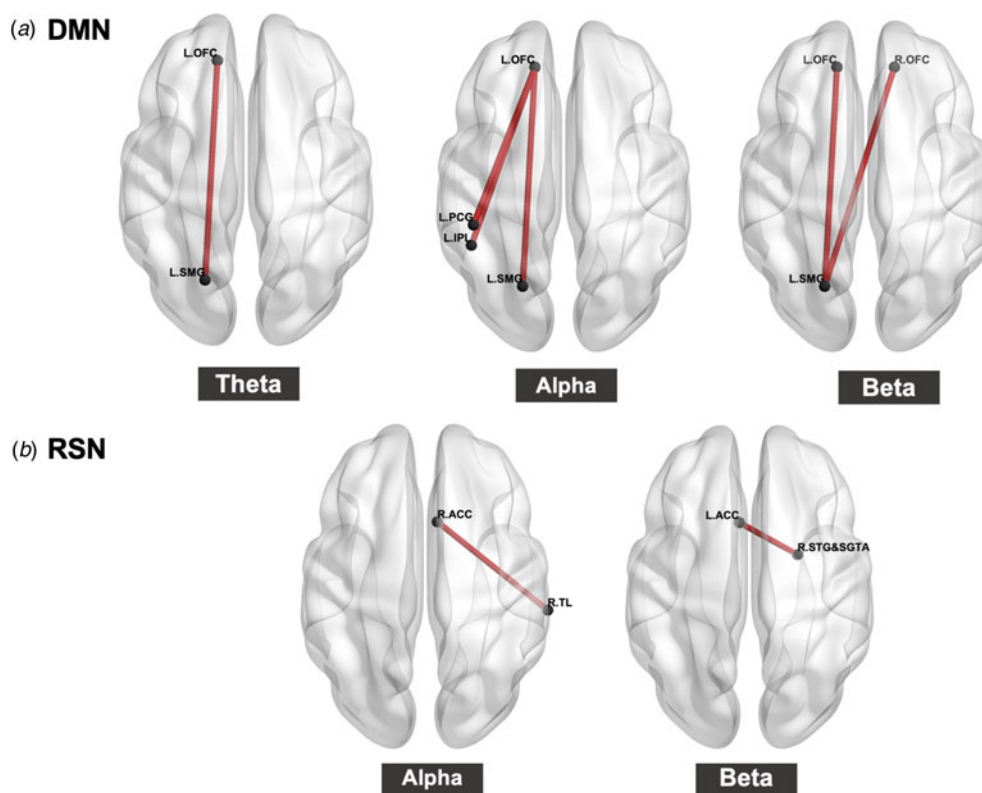 (a) DMN
L.OFC
L.SMG
Theta
L.OFC
L.PCG
L.IPL
L.SMG
Alpha
L.OFC R.OFC
L.SMG
Beta
(b) RSN
R.ACC
R.TL
Alpha
L.ACC
R.STG&SGTA
Beta